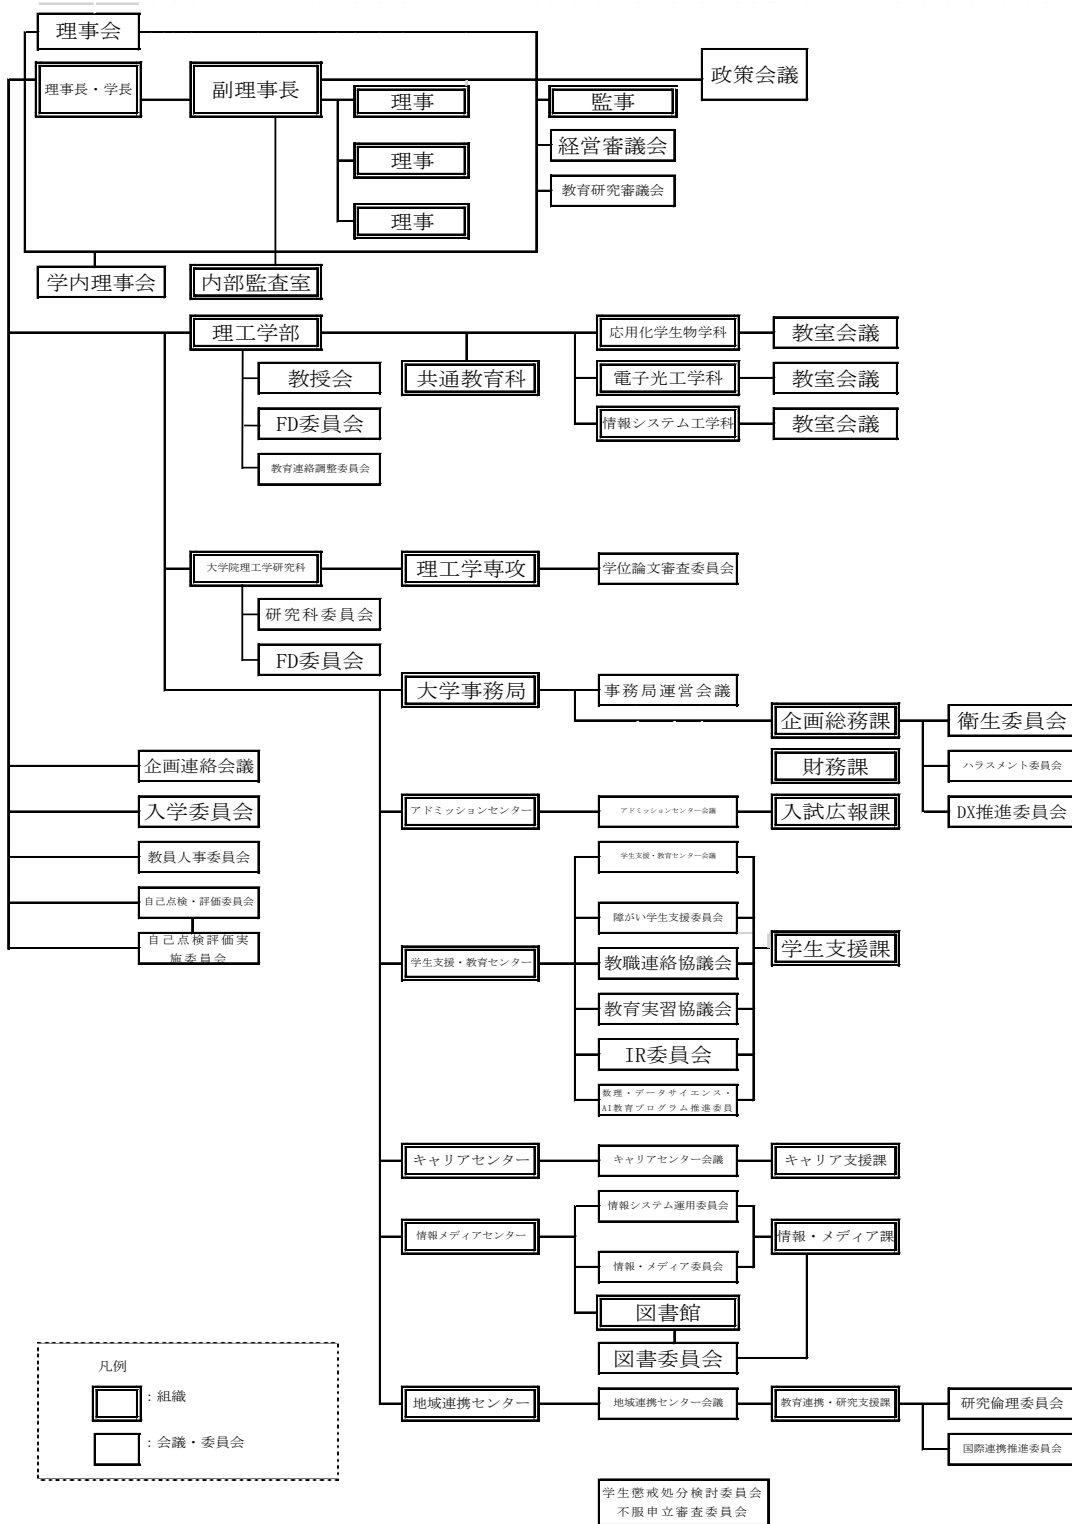 理事会
理事長・学長
副理事長
政策会議
理事
監事
経営審議会
理事
教育研究審議会
理事
学内理事会
内部監査室
理工学部
応用化学生物学科
教室会議
教授会
共通教育科
電子光工学科
教室会議
FD委員会
情報システム工学科
教室会議
教育連絡調整委員会
大学院理工学研究科
理工学専攻
学位論文審査委員会
研究科委員会
FD委員会
大学事務局
事務局運営会議
企画総務課
衛生委員会
企画連絡会議
財務課
ハラスメント委員会
入学委員会
アドミッションセンター
アドミッションセンター会議
入試広報課
DX推進委員会
教員人事委員会
学生支援・教育センター会議
自己点検・評価委員会
障がい学生支援委員会
自己点検評価実
施委員会
学生支援・教育センター
教職連絡協議会
学生支援課
教育実習協議会
IR委員会
数理・データサイエンス・
AI教育プログラム推進委員
キャリアセンター
キャリアセンター会議
キャリア支援課
情報システム運用委員会
情報メディアセンター
情報・メディア課
情報・メディア委員会
図書館
図書委員会
凡例
：組織
：会議・委員会
地域連携センター
地域連携センター会議
教育連携・研究支援課
研究倫理委員会
国際連携推進委員会
学生懲戒処分検討委員会
不服申立審査委員会